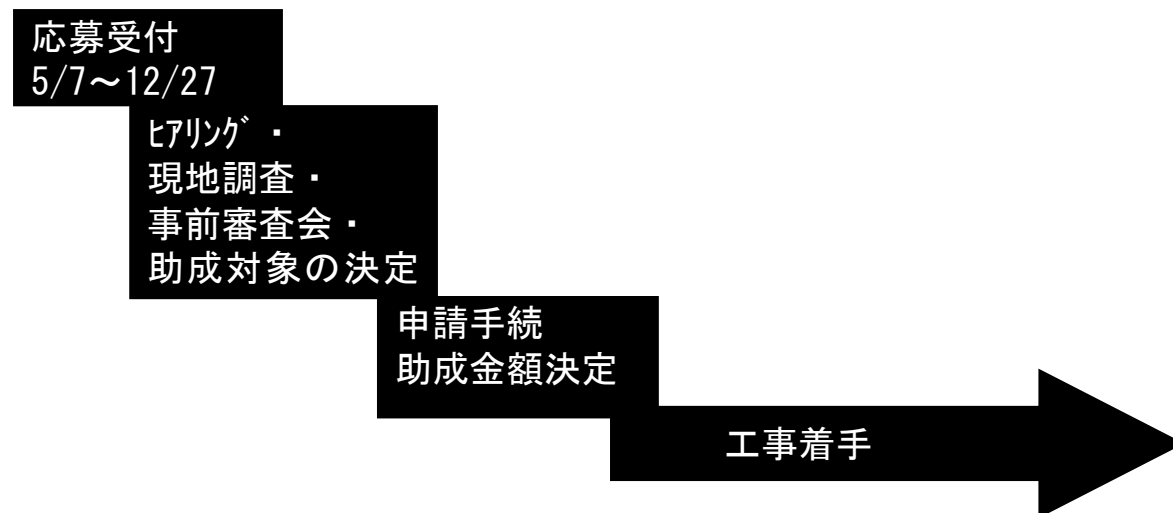 応募受付
5/7～12/27
ﾋｱﾘﾝｸﾞ・
現地調査・
事前審査会・
助成対象の決定
申請手続
助成金額決定
工事着手